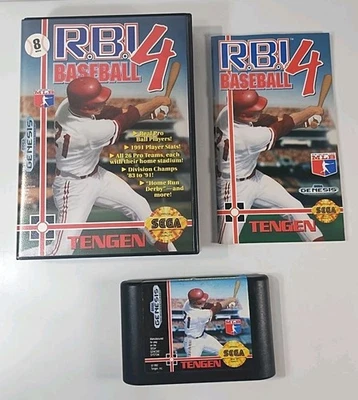 8
R.B.I. 4
BASEBALL
GENESIS
21
Real Pro
Ball Players!
1991 Player Stats!
All 26 Pro Teams, each
with their home stadium!
Division Champs
'83 to '91!
"Home Run
Derby"—and
more!
SEGA
TENGEN
R.B.I. 4
BASEBALL
GENESIS
SEGA
TENGEN
GENESIS
SEGA
TENGEN